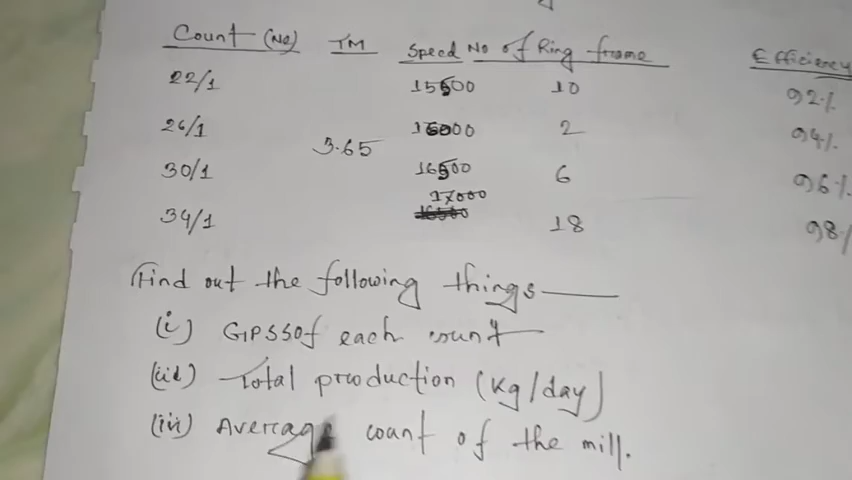 Count (Ne) TM Speed No of Ring frame Efficiency
22/1 15500 10 92%
26/1 16000 2 94%
3.65
30/1 16500 6 96%
17000
34/1 18 98%
Find out the following things
(i) GPSS of each count
(ii) Total production (kg/day)
(iii) Average count of the mill.